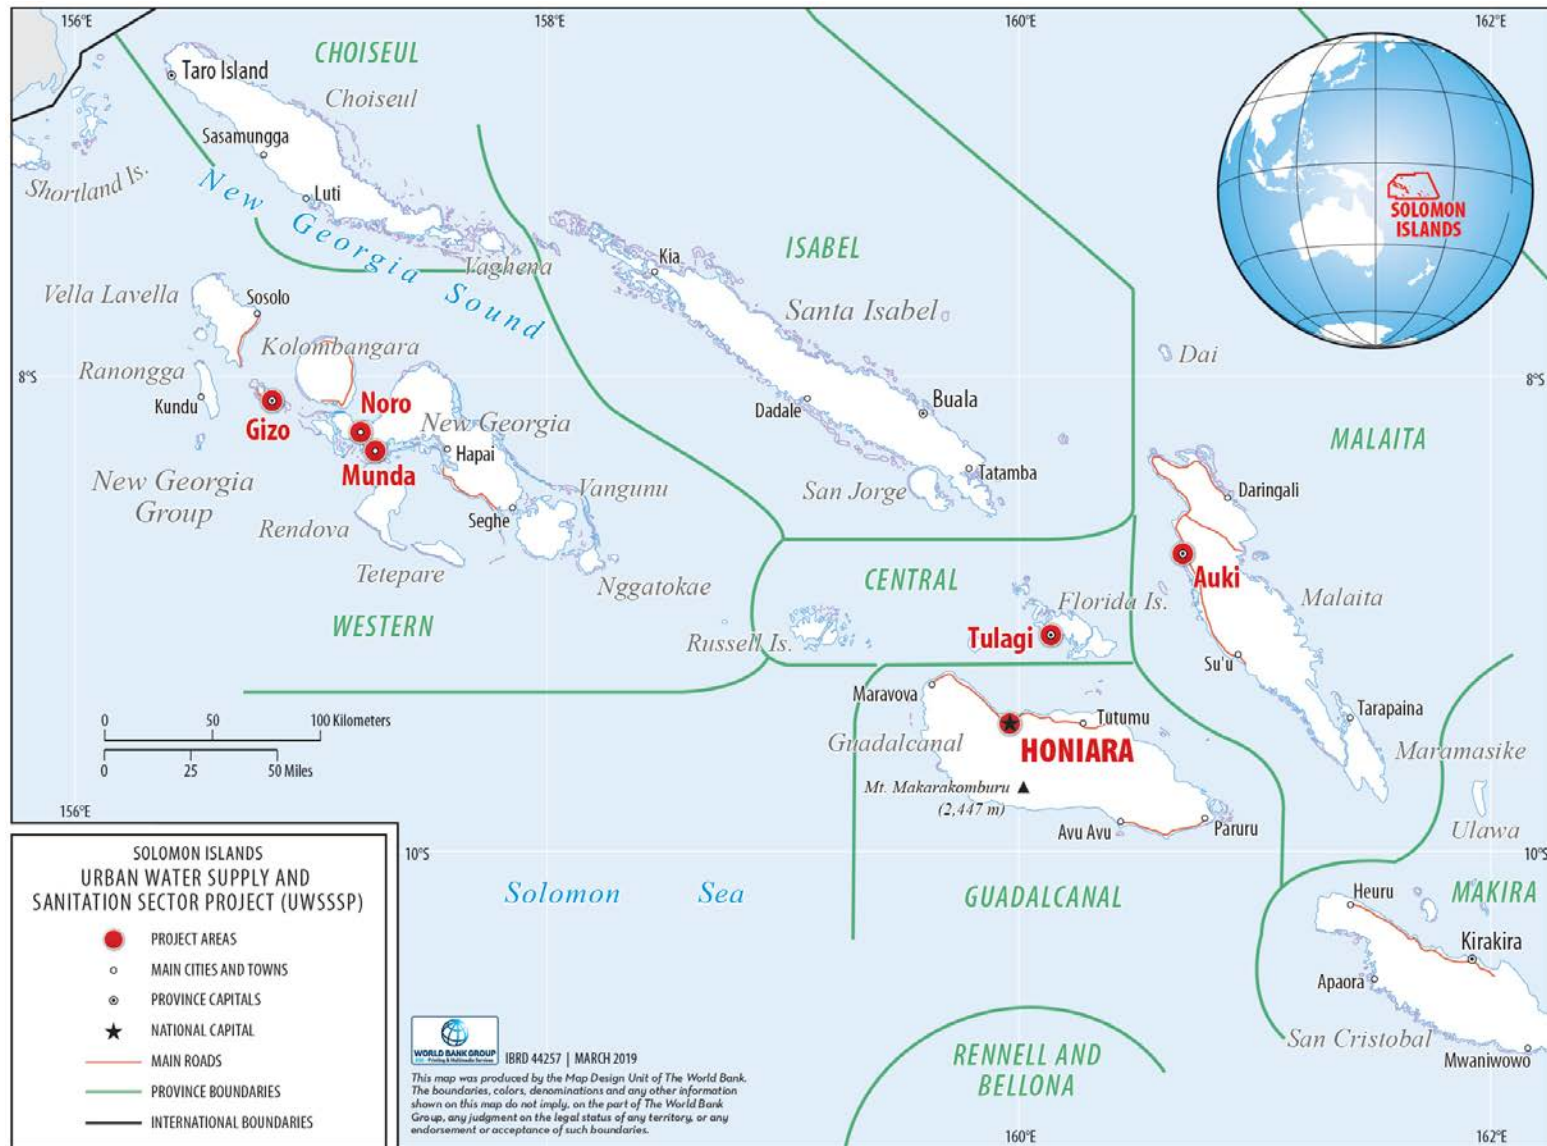 156°E
158°E
160°E
162°E
CHOISEUL
Taro Island
Choiseul
Sasamungga
Shortland Is.
Luti
New Georgia Sound
Vaghena
Kia
ISABEL
Santa Isabel
SOLOMON
ISLANDS
Vella Lavella
Sosolo
Kolombangara
Ranongga
Kundu
8°S
8°S
Dai
Gizo
Noro
New Georgia
Hapai
Munda
Dadale
Buala
MALAITA
New Georgia
Group
Vangunu
San Jorge
Tatamba
Daringali
Rendova
Seghe
Tetepare
Nggatokae
CENTRAL
Florida Is.
Auki
Malaita
WESTERN
Russell Is.
Tulagi
Su'u
Maravova
Tutumu
Tarapaina
Guadalcanal
HONIARA
Maramasike
Mt. Makarakomburu
(2,447 m)
Avu Avu
Paruru
Ulawa
0 50 100 Kilometers
0 25 50 Miles
156°E
10°S
10°S
Solomon Sea
GUADALCANAL
MAKIRA
Heuru
Kirakira
Apaora
San Cristobal
Mwaniwowo
RENNELL AND
BELLONA
160°E
162°E
SOLOMON ISLANDS
URBAN WATER SUPPLY AND
SANITATION SECTOR PROJECT (UWSSSP)
PROJECT AREAS
MAIN CITIES AND TOWNS
PROVINCE CAPITALS
NATIONAL CAPITAL
MAIN ROADS
PROVINCE BOUNDARIES
INTERNATIONAL BOUNDARIES
WORLD BANK GROUP
Printing & Multimedia Services
IBRD 44257 | MARCH 2019
This map was produced by the Map Design Unit of The World Bank.
The boundaries, colors, denominations and any other information
shown on this map do not imply, on the part of The World Bank
Group, any judgment on the legal status of any territory, or any
endorsement or acceptance of such boundaries.